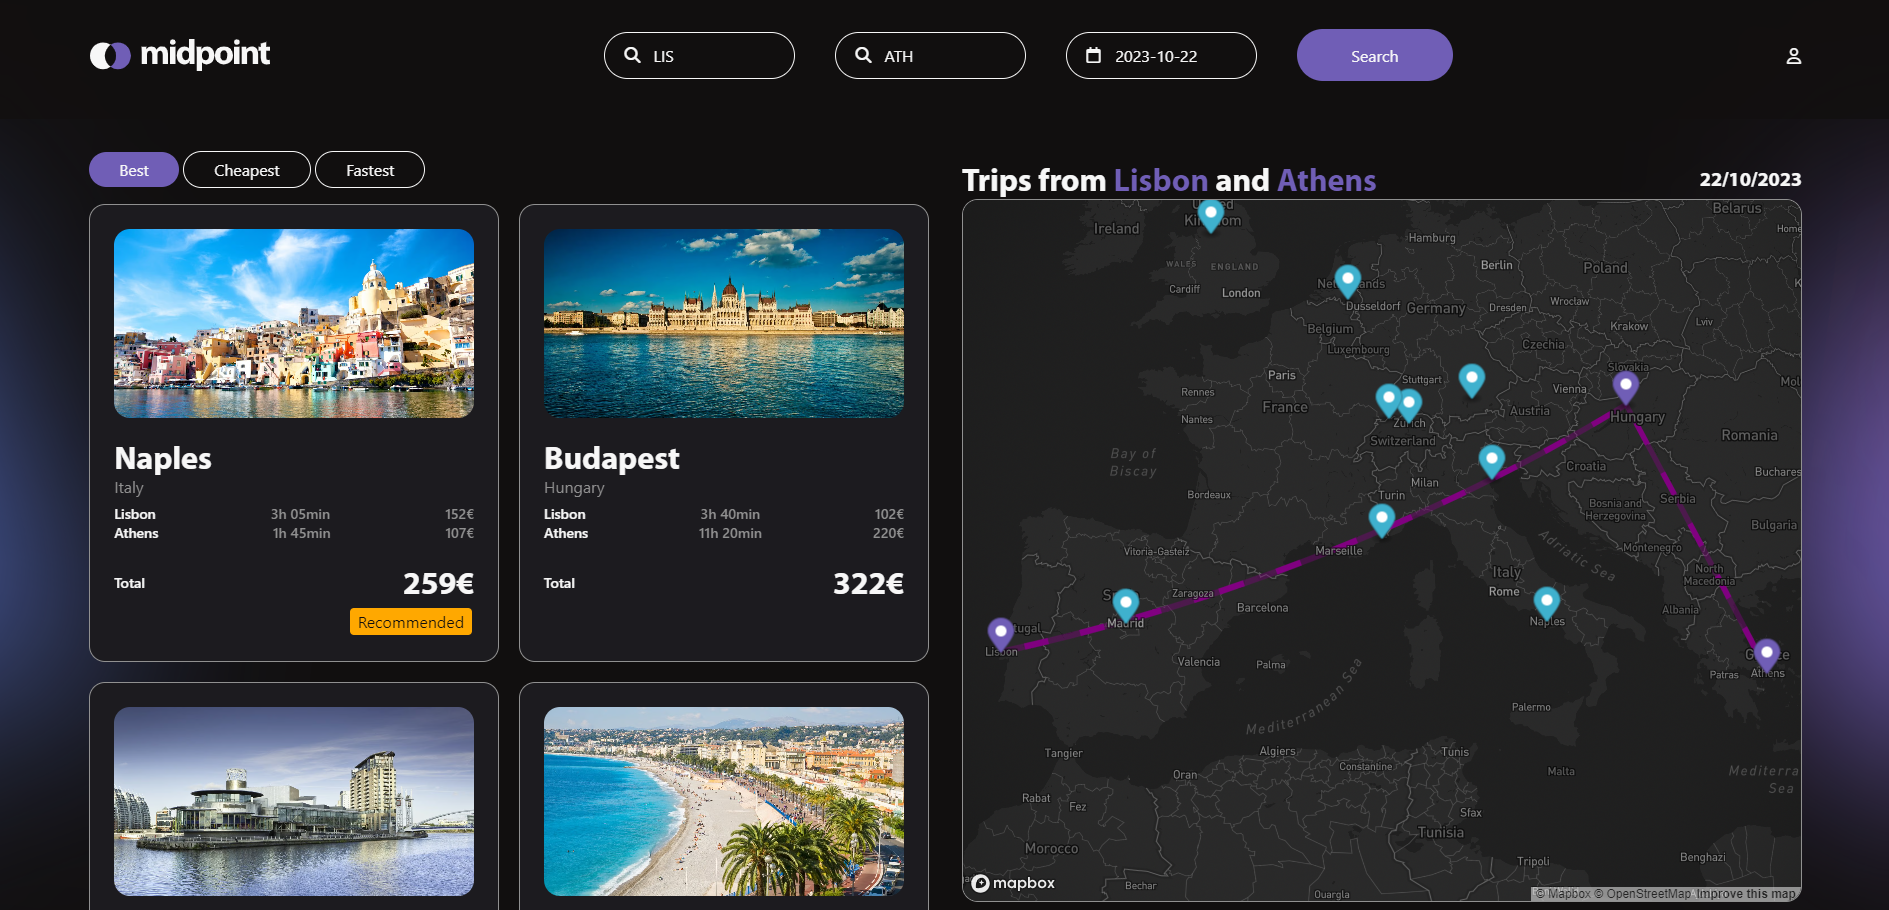 midpoint
LIS
ATH
2023-10-22
Search
Best
Cheapest
Fastest
Naples
Italy
Lisbon 3h 05min 152€
Athens 1h 45min 107€
Total 259€
Recommended
Budapest
Hungary
Lisbon 3h 40min 102€
Athens 11h 20min 220€
Total 322€
Trips from Lisbon and Athens
22/10/2023
Belarus
Ireland
Hamburg
Home
WALES
ENGLAND
Berlin
Poland
Cardiff
London
Dusseldorf
Germany
Dresden
Wroclaw
Belgium
Krakow
Lviv
Luxembourg
Czechia
Slovakia
Paris
Stuttgart
Vienna
Mol
Rennes
France
Austria
Nantes
Zurich
Hungary
Switzerland
Romania
Bay of
Biscay
Croatia
Bucharest
Milan
Bordeaux
Turin
Serbia
Bosnia and
Herzegovina
Bulgaria
Vitoria-Gasteiz
Marseille
Adriatic Sea
Montenegro
Italy
North
Macedonia
Rome
Zaragoza
Barcelona
Albania
Madrid
Naples
Lisbon
Valencia
Palma
Patras
Athens
Mediterranean Sea
Palermo
Tangier
Algiers
Tunis
Oran
Constantine
Malta
Mediterra
Sea
Rabat
Fez
Sfax
Tunisia
Morocco
Tripoli
Benghazi
Bechar
Ouargla
mapbox
© Mapbox © OpenStreetMap Improve this map